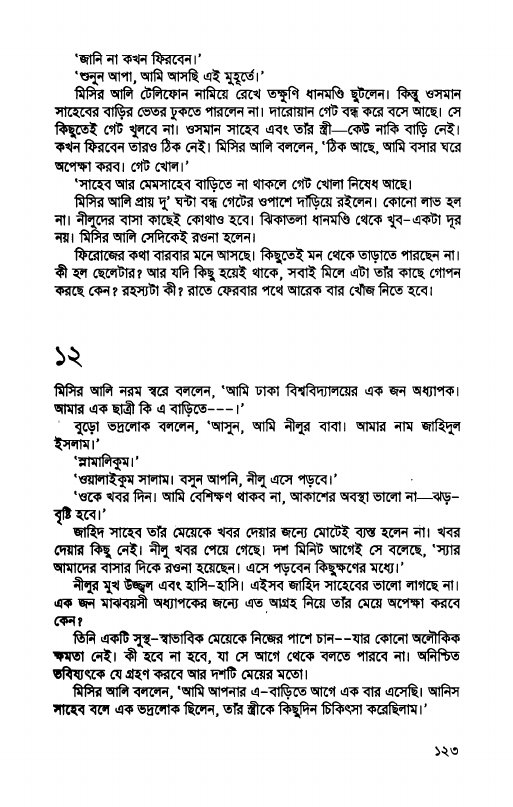 ‘জানি না কখন ফিরবেন।’
‘শুনুন আপা, আমি আসছি এই মুহূর্তে।’
মিসির আলি টেলিফোন নামিয়ে রেখে তক্ষুণি ধানমণ্ডি ছুটলেন। কিন্তু ওসমান
সাহেবের বাড়ির ভেতর ঢুকতে পারলেন না। দারোয়ান গেট বন্ধ করে বসে আছে। সে
কিছুতেই গেট খুলবে না। ওসমান সাহেব এবং তাঁর স্ত্রী—কেউ নাকি বাড়ি নেই।
কখন ফিরবেন তারও ঠিক নেই। মিসির আলি বললেন, ‘ঠিক আছে, আমি বসার ঘরে
অপেক্ষা করব। গেট খোল।’
‘সাহেব আর মেমসাহেব বাড়িতে না থাকলে গেট খোলা নিষেধ আছে।
মিসির আলি প্রায় দু’ ঘন্টা বন্ধ গেটের ওপাশে দাঁড়িয়ে রইলেন। কোনো লাভ হল
না। নীলুদের বাসা কাছেই কোথাও হবে। ঝিকাতলা ধানমণ্ডি থেকে খুব–একটা দূর
নয়। মিসির আলি সেদিকেই রওনা হলেন।
ফিরোজের কথা বারবার মনে আসছে। কিছুতেই মন থেকে তাড়াতে পারছেন না।
কী হল ছেলেটার? আর যদি কিছু হয়েই থাকে, সবাই মিলে এটা তাঁর কাছে গোপন
করছে কেন? রহস্যটা কী? রাতে ফেরবার পথে আরেক বার খোঁজ নিতে হবে।
১২
মিসির আলি নরম স্বরে বললেন, ‘আমি ঢাকা বিশ্ববিদ্যালয়ের এক জন অধ্যাপক।
আমার এক ছাত্রী কি এ বাড়িতে---।’
বুড়ো ভদ্রলোক বললেন, ‘আসুন, আমি নীলুর বাবা। আমার নাম জাহিদুল
ইসলাম।’
‘স্লামালিকুম।’
‘ওয়ালাইকুম সালাম। বসুন আপনি, নীলু এসে পড়বে।’
‘ওকে খবর দিন। আমি বেশিক্ষণ থাকব না, আকাশের অবস্থা ভালো না—ঝড়–
বৃষ্টি হবে।’
জাহিদ সাহেব তাঁর মেয়েকে খবর দেয়ার জন্যে মোটেই ব্যস্ত হলেন না। খবর
দেয়ার কিছু নেই। নীলু খবর পেয়ে গেছে। দশ মিনিট আগেই সে বলেছে, ‘স্যার
আমাদের বাসার দিকে রওনা হয়েছেন। এসে পড়বেন কিছুক্ষণের মধ্যে।’
নীলুর মুখ উজ্জ্বল এবং হাসি–হাসি। এইসব জাহিদ সাহেবের ভালো লাগছে না।
এক জন মাঝবয়সী অধ্যাপকের জন্যে এত আগ্রহ নিয়ে তাঁর মেয়ে অপেক্ষা করবে
কেন?
তিনি একটি সুস্থ–স্বাভাবিক মেয়েকে নিজের পাশে চান--যার কোনো অলৌকিক
ক্ষমতা নেই। কী হবে না হবে, যা সে আগে থেকে বলতে পারবে না। অনিশ্চিত
ভবিষ্যৎকে যে গ্রহণ করবে আর দশটি মেয়ের মতো।
মিসির আলি বললেন, ‘আমি আপনার এ–বাড়িতে আগে এক বার এসেছি। আনিস
সাহেব বলে এক ভদ্রলোক ছিলেন, তাঁর স্ত্রীকে কিছুদিন চিকিৎসা করেছিলাম।’
১২৩